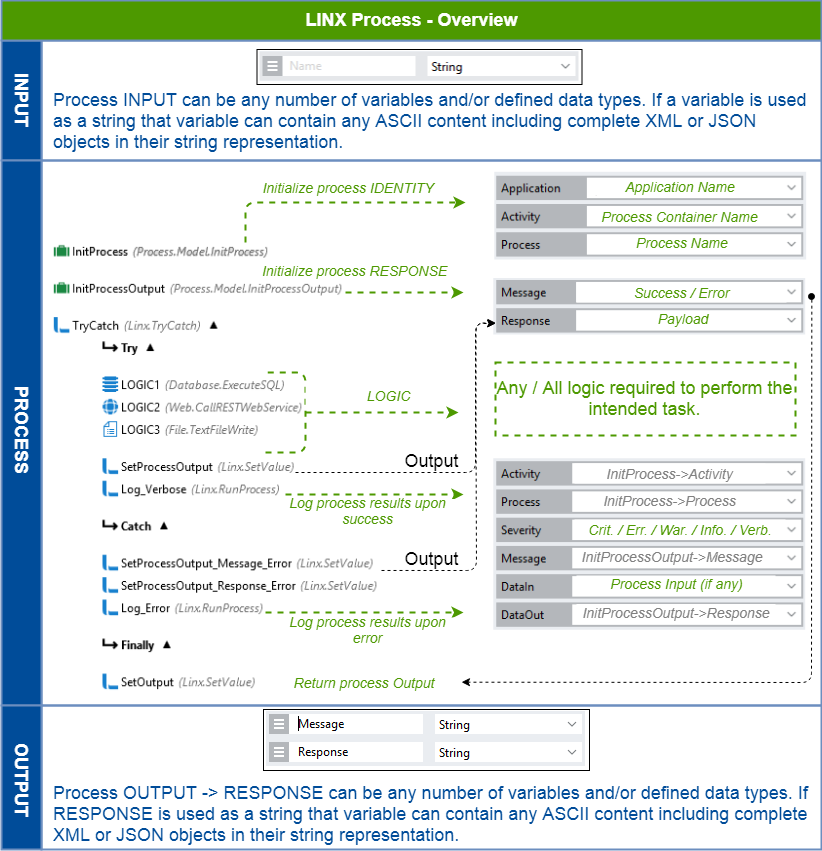 LINX Process - Overview
INPUT
Name String
Process INPUT can be any number of variables and/or defined data types. If a variable is used
as a string that variable can contain any ASCII content including complete XML or JSON
objects in their string representation.
PROCESS
Initialize process IDENTITY
InitProcess (Process.Model.InitProcess)
Application Application Name
Activity Process Container Name
Process Process Name
Initialize process RESPONSE
InitProcessOutput (Process.Model.InitProcessOutput)
Message Success / Error
Response Payload
TryCatch (Linx.TryCatch)
Try
LOGIC1 (Database.ExecuteSQL)
LOGIC2 (Web.CallRESTWebService)
LOGIC3 (File.TextFileWrite)
LOGIC
Any / All logic required to perform the
intended task.
SetProcessOutput (Linx.SetValue)
Output
Log_Verbose (Linx.RunProcess)
Log process results upon
success
Catch
SetProcessOutput_Message_Error (Linx.SetValue)
Output
SetProcessOutput_Response_Error (Linx.SetValue)
Log_Error (Linx.RunProcess)
Log process results upon
error
Activity InitProcess->Activity
Process InitProcess->Process
Severity Crit. / Err. / War. / Info. / Verb.
Message InitProcessOutput->Message
DataIn Process Input (if any)
DataOut InitProcessOutput->Response
Finally
SetOutput (Linx.SetValue)
Return process Output
OUTPUT
Message String
Response String
Process OUTPUT -> RESPONSE can be any number of variables and/or defined data types. If
RESPONSE is used as a string that variable can contain any ASCII content including complete
XML or JSON objects in their string representation.